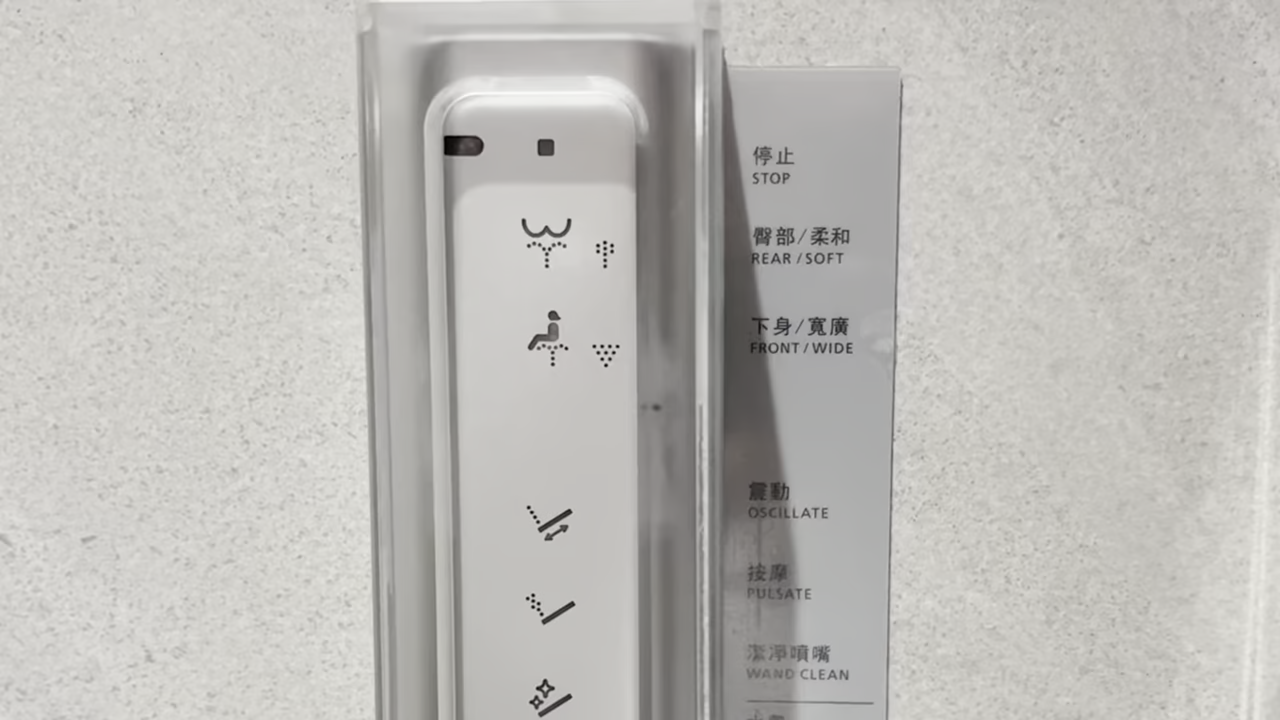 停止
STOP
臀部/柔和
REAR/SOFT
下身/寬廣
FRONT/WIDE
震動
OSCILLATE
按摩
PULSATE
潔淨噴嘴
WAND CLEAN